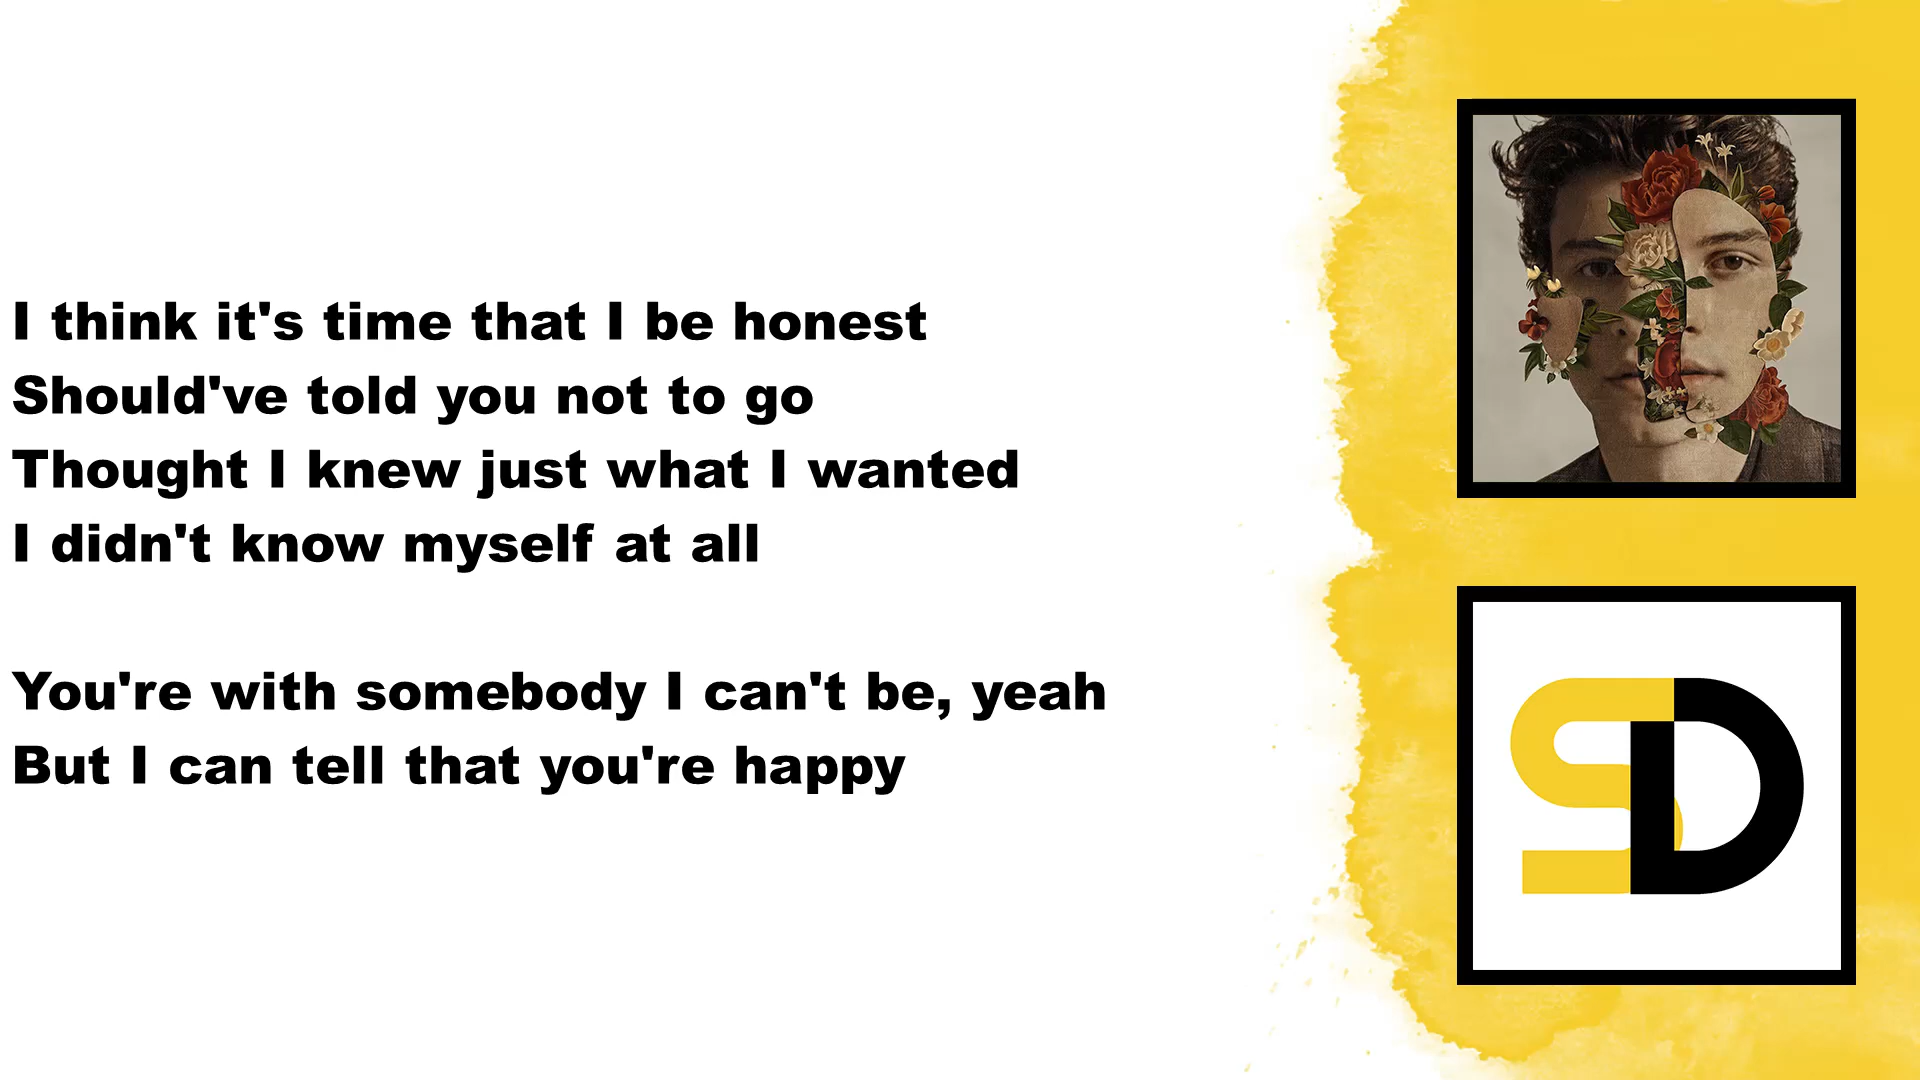 I think it's time that I be honest
Should've told you not to go
Thought I knew just what I wanted
I didn't know myself at all
You're with somebody I can't be, yeah
But I can tell that you're happy
SD